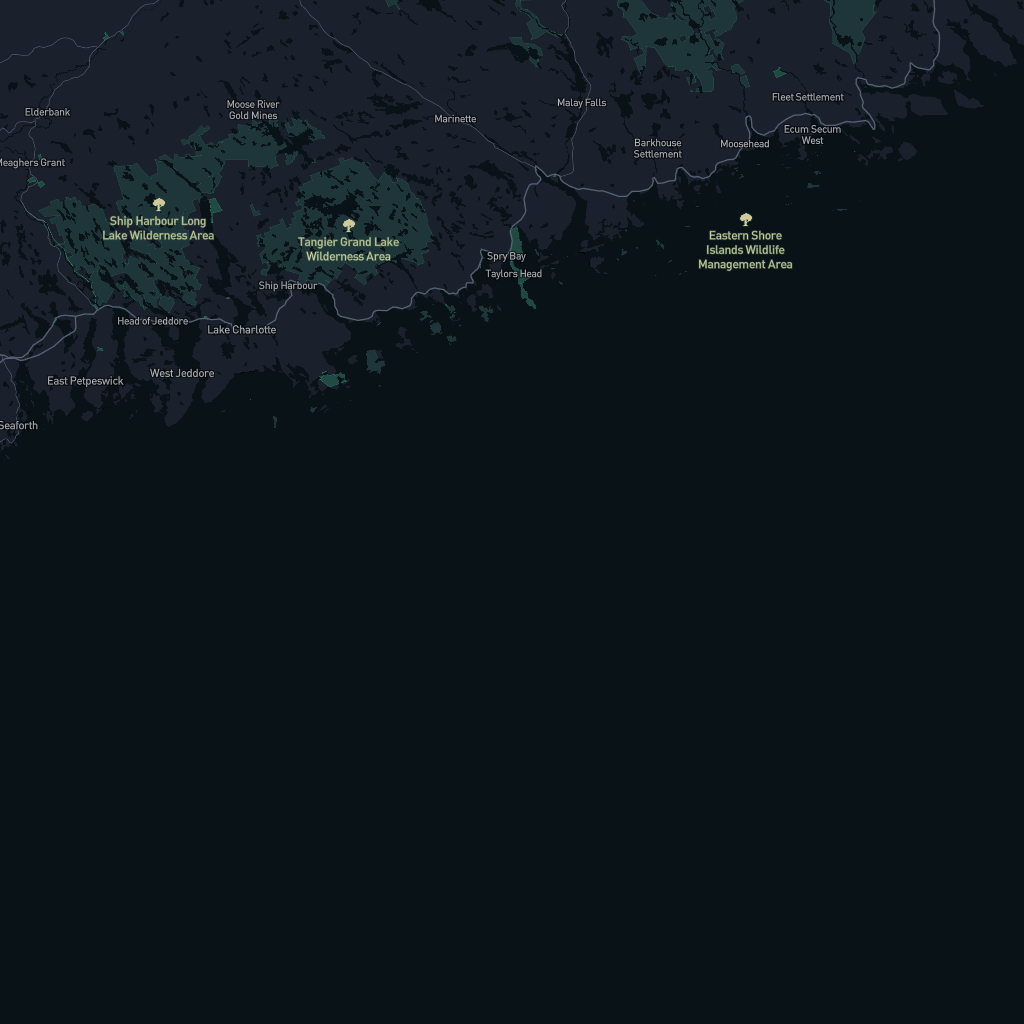 Malay Falls
Fleet Settlement
Moose River
Gold Mines
Elderbank
Marinette
Ecum Secum
West
Barkhouse
Settlement
Moosehead
Meaghers Grant
Ship Harbour Long
Lake Wilderness Area
Tangier Grand Lake
Wilderness Area
Eastern Shore
Islands Wildlife
Management Area
Spry Bay
Taylors Head
Ship Harbour
Head of Jeddore
Lake Charlotte
West Jeddore
East Petpeswick
Seaforth